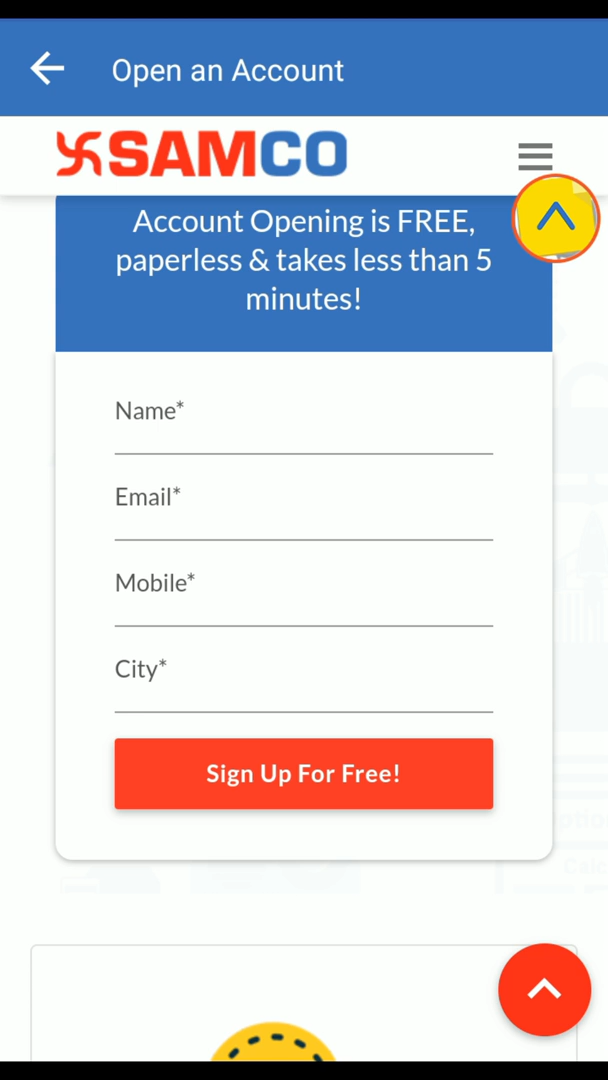 Open an Account
SAMCO
Account Opening is FREE,
paperless & takes less than 5
minutes!
Name*
Email*
Mobile*
City*
Sign Up For Free!